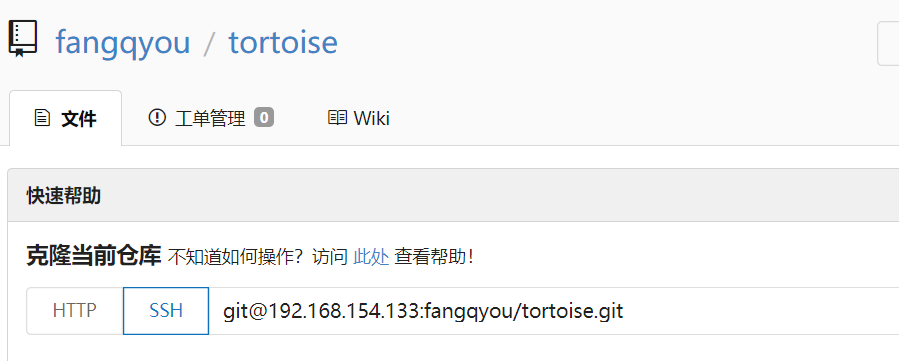 fangqyou / tortoise
文件 工单管理 0 Wiki
快速帮助
克隆当前仓库 不知道如何操作？访问 此处 查看帮助！
HTTP SSH git@192.168.154.133:fangqyou/tortoise.git